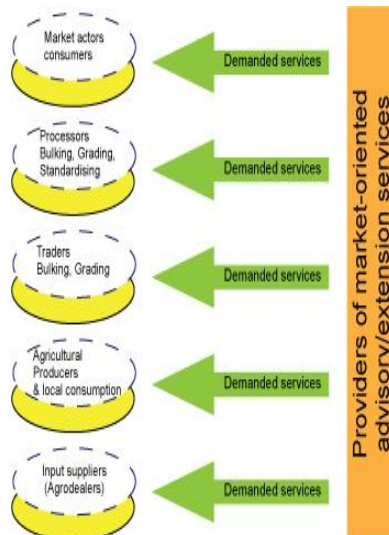 Market actors
consumers
Demanded services
Processors
Bulking, Grading,
Standardising
Demanded services
Traders
Bulking, Grading
Demanded services
Agricultural
Producers
& local consumption
Demanded services
Input suppliers
(Agrodealers)
Demanded services
Providers of market-oriented
advisory/extension services